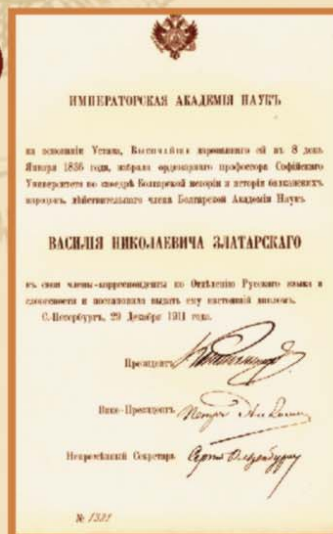 ИМПЕРАТОРСКАЯ АКАДЕМІЯ НАУКЪ
на основаніи Устава, Высочайше дарованнаго ей въ 8 день
Января 1836 года, избрала ординарнаго профессора Софійскаго
Университета по каѳедрѣ Болгарской исторіи и исторіи балканскихъ
народовъ, дѣйствительнаго члена Болгарской Академіи Наукъ
ВАСИЛІЯ НИКОЛАЕВИЧА ЗЛАТАРСКАГО
въ свои члены-корреспонденты по Отдѣленію Русскаго языка и
словесности и постановила выдать ему настоящій дипломъ.
С.-Петербургъ, 29 Декабря 1911 года.
Президентъ
Вице-Президентъ
Непремѣнный Секретарь
№ 1321